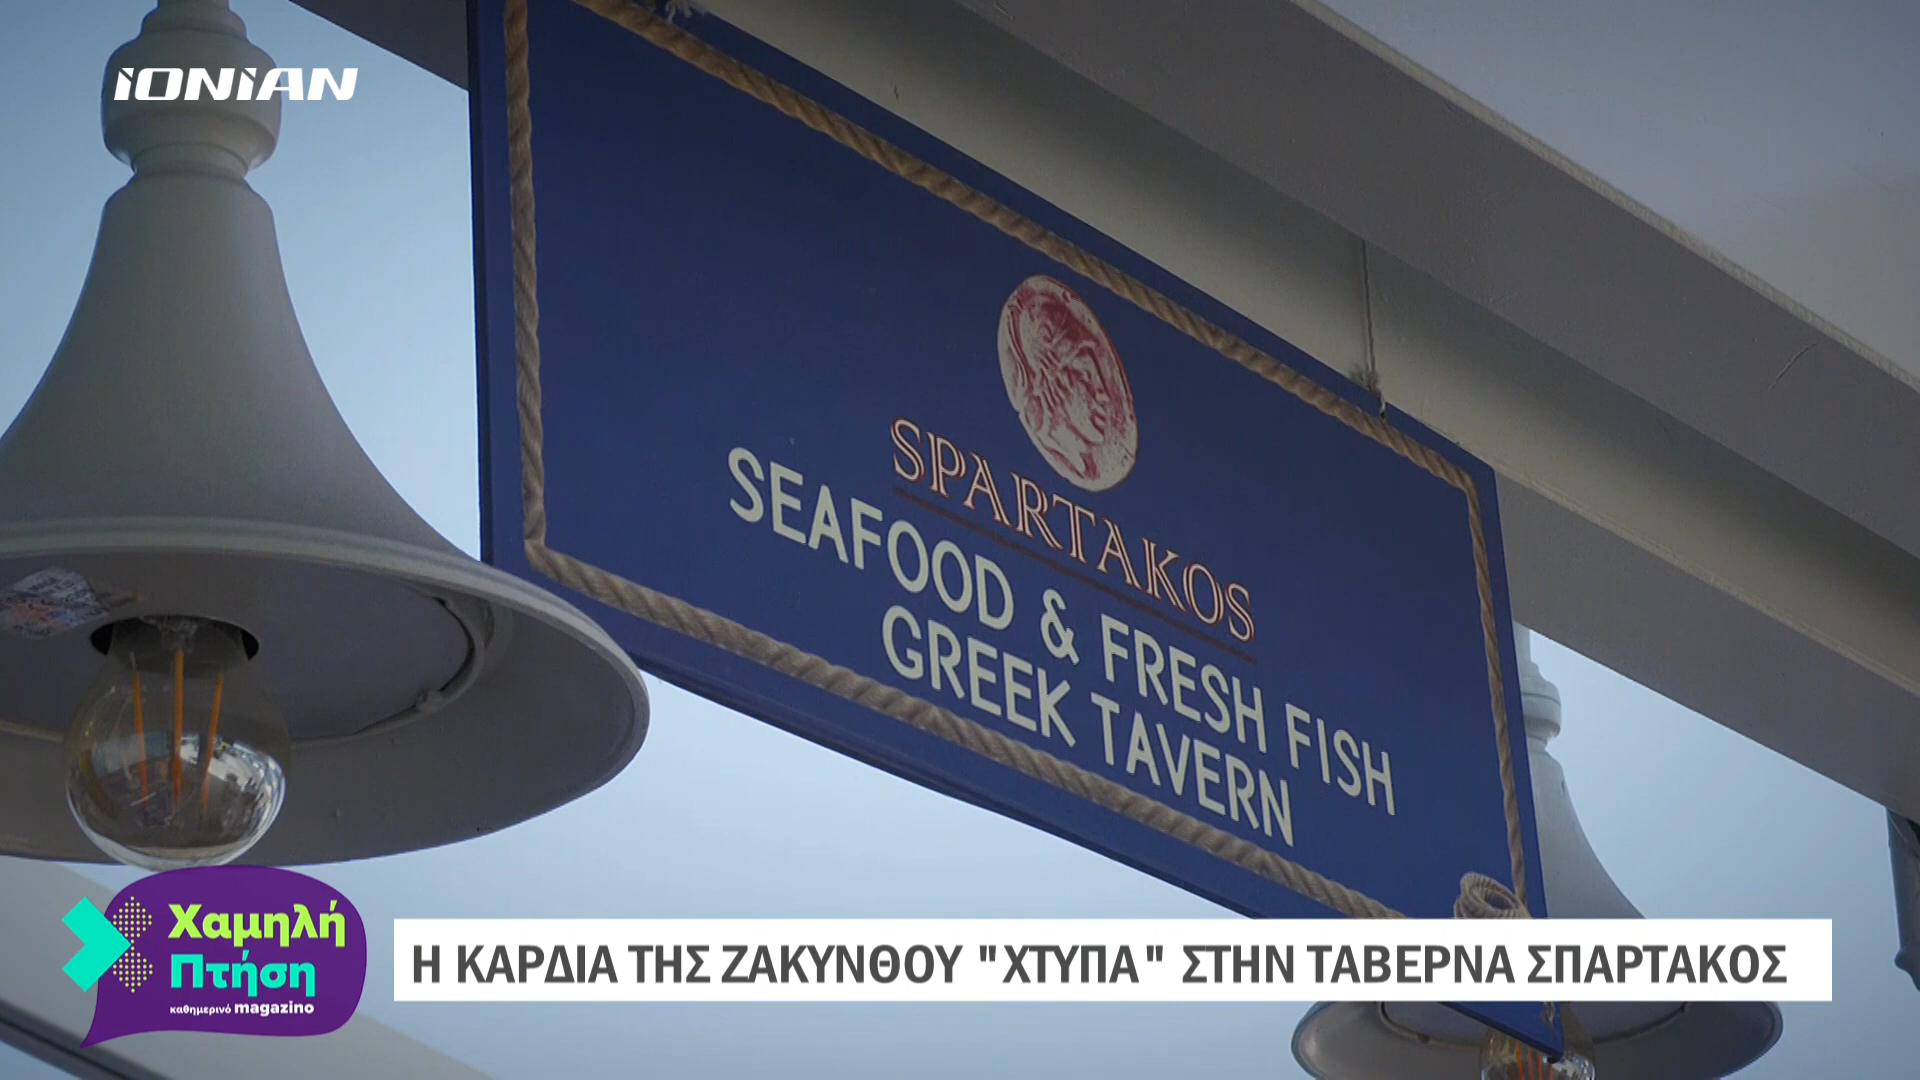 IONIAN
SPARTAKOS
SEAFOOD & FRESH FISH
GREEK TAVERN
Χαμηλή
Πτήση
καθημερινό magazino
Η ΚΑΡΔΙΑ ΤΗΣ ΖΑΚΥΝΘΟΥ "ΧΤΥΠΑ" ΣΤΗΝ ΤΑΒΕΡΝΑ ΣΠΑΡΤΑΚΟΣ